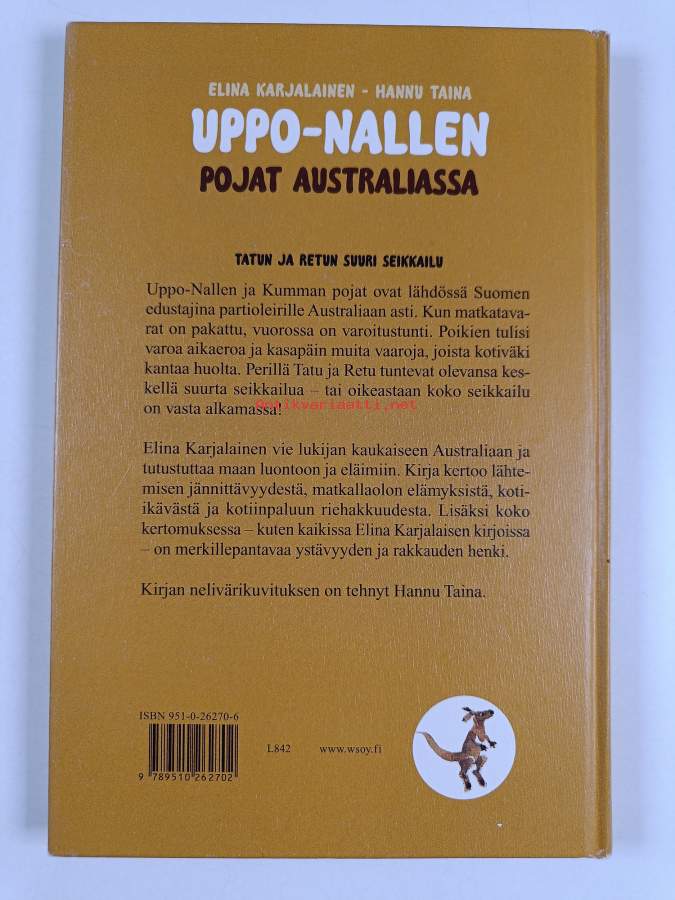 ELINA KARJALAINEN - HANNU TAINA
UPPO-NALLEN
POJAT AUSTRALIASSA
TATUN JA RETUN SUURI SEIKKAILU
Uppo-Nallen ja Kumman pojat ovat lähdössä Suomen
edustajina partioleirille Australiaan asti. Kun matkatava-
rat on pakattu, vuorossa on varoitustunti. Poikien tulisi
varoa aikaeroa ja kasapäin muita vaaroja, joista kotiväki
kantaa huolta. Perillä Tatu ja Retu tuntevat olevansa kes-
kellä suurta seikkailua – tai oikeastaan koko seikkailu
on vasta alkamassa!
Antikvariaatti.net
Elina Karjalainen vie lukijan kaukaiseen Australiaan ja
tutustuttaa maan luontoon ja eläimiin. Kirja kertoo lähte-
misen jännittävyydestä, matkallaolon elämyksistä, koti-
ikävästä ja kotiinpaluun riehakkuudesta. Lisäksi koko
kertomuksessa – kuten kaikissa Elina Karjalaisen kirjoissa
– on merkillepantavaa ystävyyden ja rakkauden henki.
Kirjan nelivärikuvituksen on tehnyt Hannu Taina.
ISBN 951-0-26270-6
L842 www.wsoy.fi
9 789510 262702